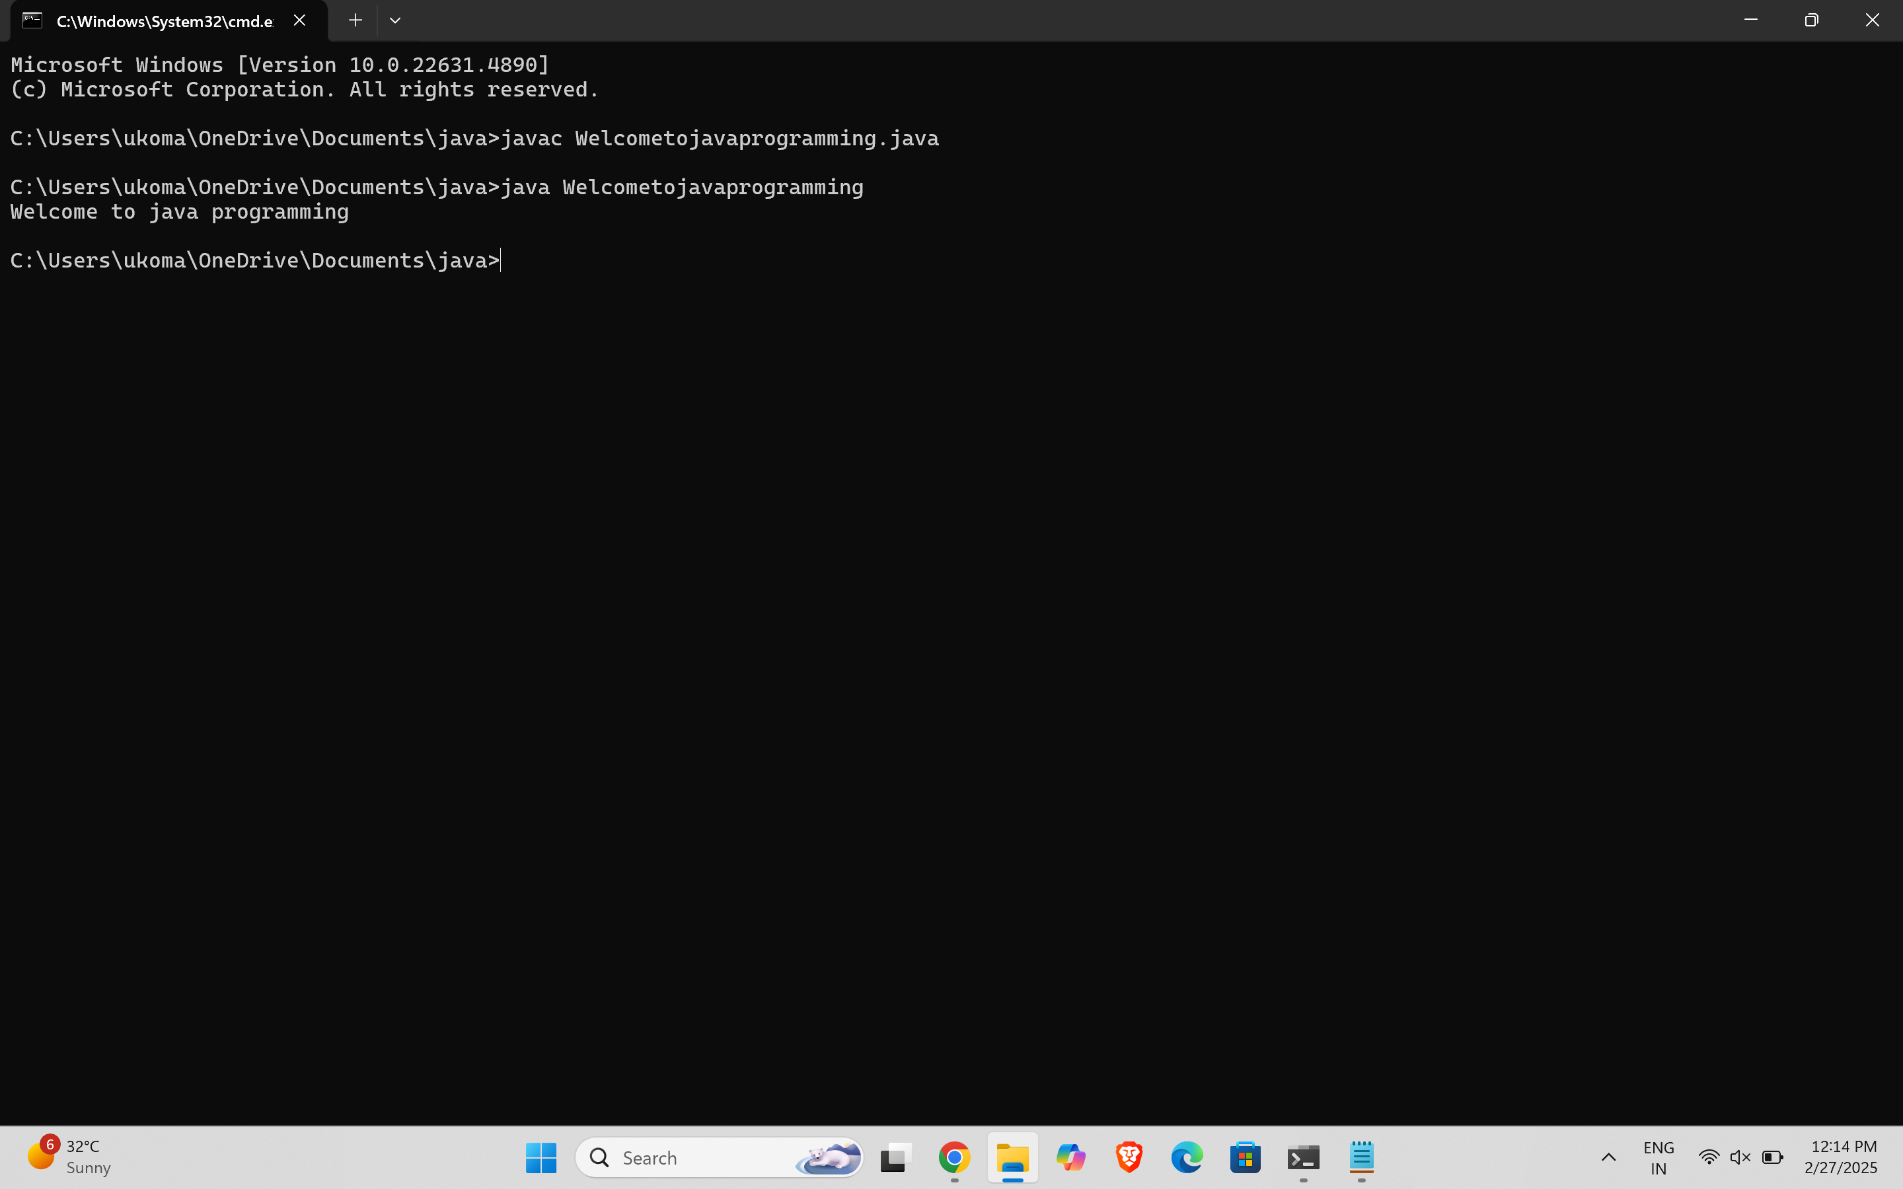 C:\Windows\System32\cmd.e
Microsoft Windows [Version 10.0.22631.4890]
(c) Microsoft Corporation. All rights reserved.
C:\Users\ukoma\OneDrive\Documents\java>javac Welcometojavaprogramming.java
C:\Users\ukoma\OneDrive\Documents\java>java Welcometojavaprogramming
Welcome to java programming
C:\Users\ukoma\OneDrive\Documents\java>
6
32°C
Sunny
Search
ENG
IN
12:14 PM
2/27/2025